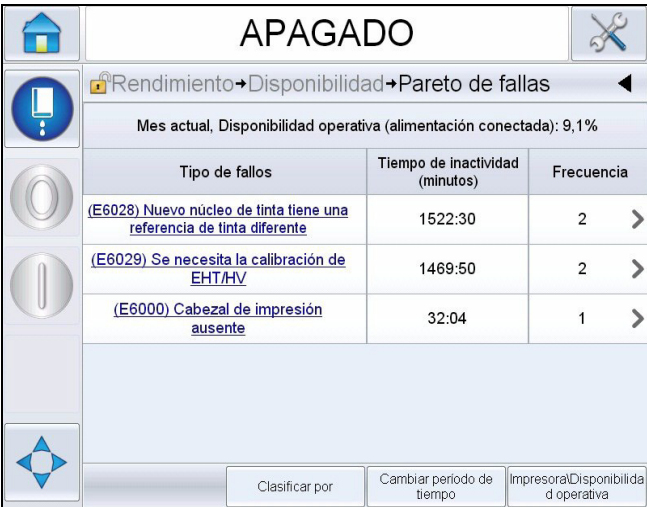 APAGADO
Rendimiento→Disponibilidad→Pareto de fallas
Mes actual, Disponibilidad operativa (alimentación conectada): 9,1%
Tipo de fallos
Tiempo de inactividad
(minutos)
Frecuencia
(E6028) Nuevo núcleo de tinta tiene una
referencia de tinta diferente
1522:30
2
(E6029) Se necesita la calibración de
EHT/HV
1469:50
2
(E6000) Cabezal de impresión
ausente
32:04
1
Clasificar por
Cambiar período de
tiempo
Impresora\Disponibilida
d operativa